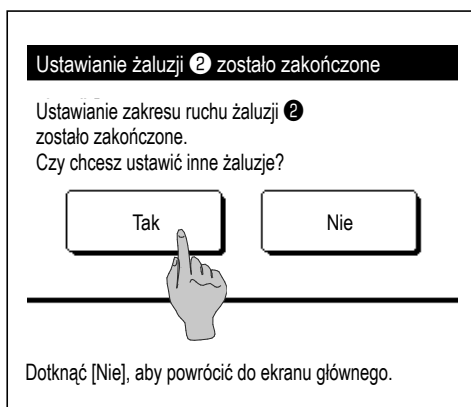 Ustawianie żaluzji ❷ zostało zakończone
Ustawianie zakresu ruchu żaluzji ❷
zostało zakończone.
Czy chcesz ustawić inne żaluzje?
Tak
Nie
Dotknąć [Nie], aby powrócić do ekranu głównego.